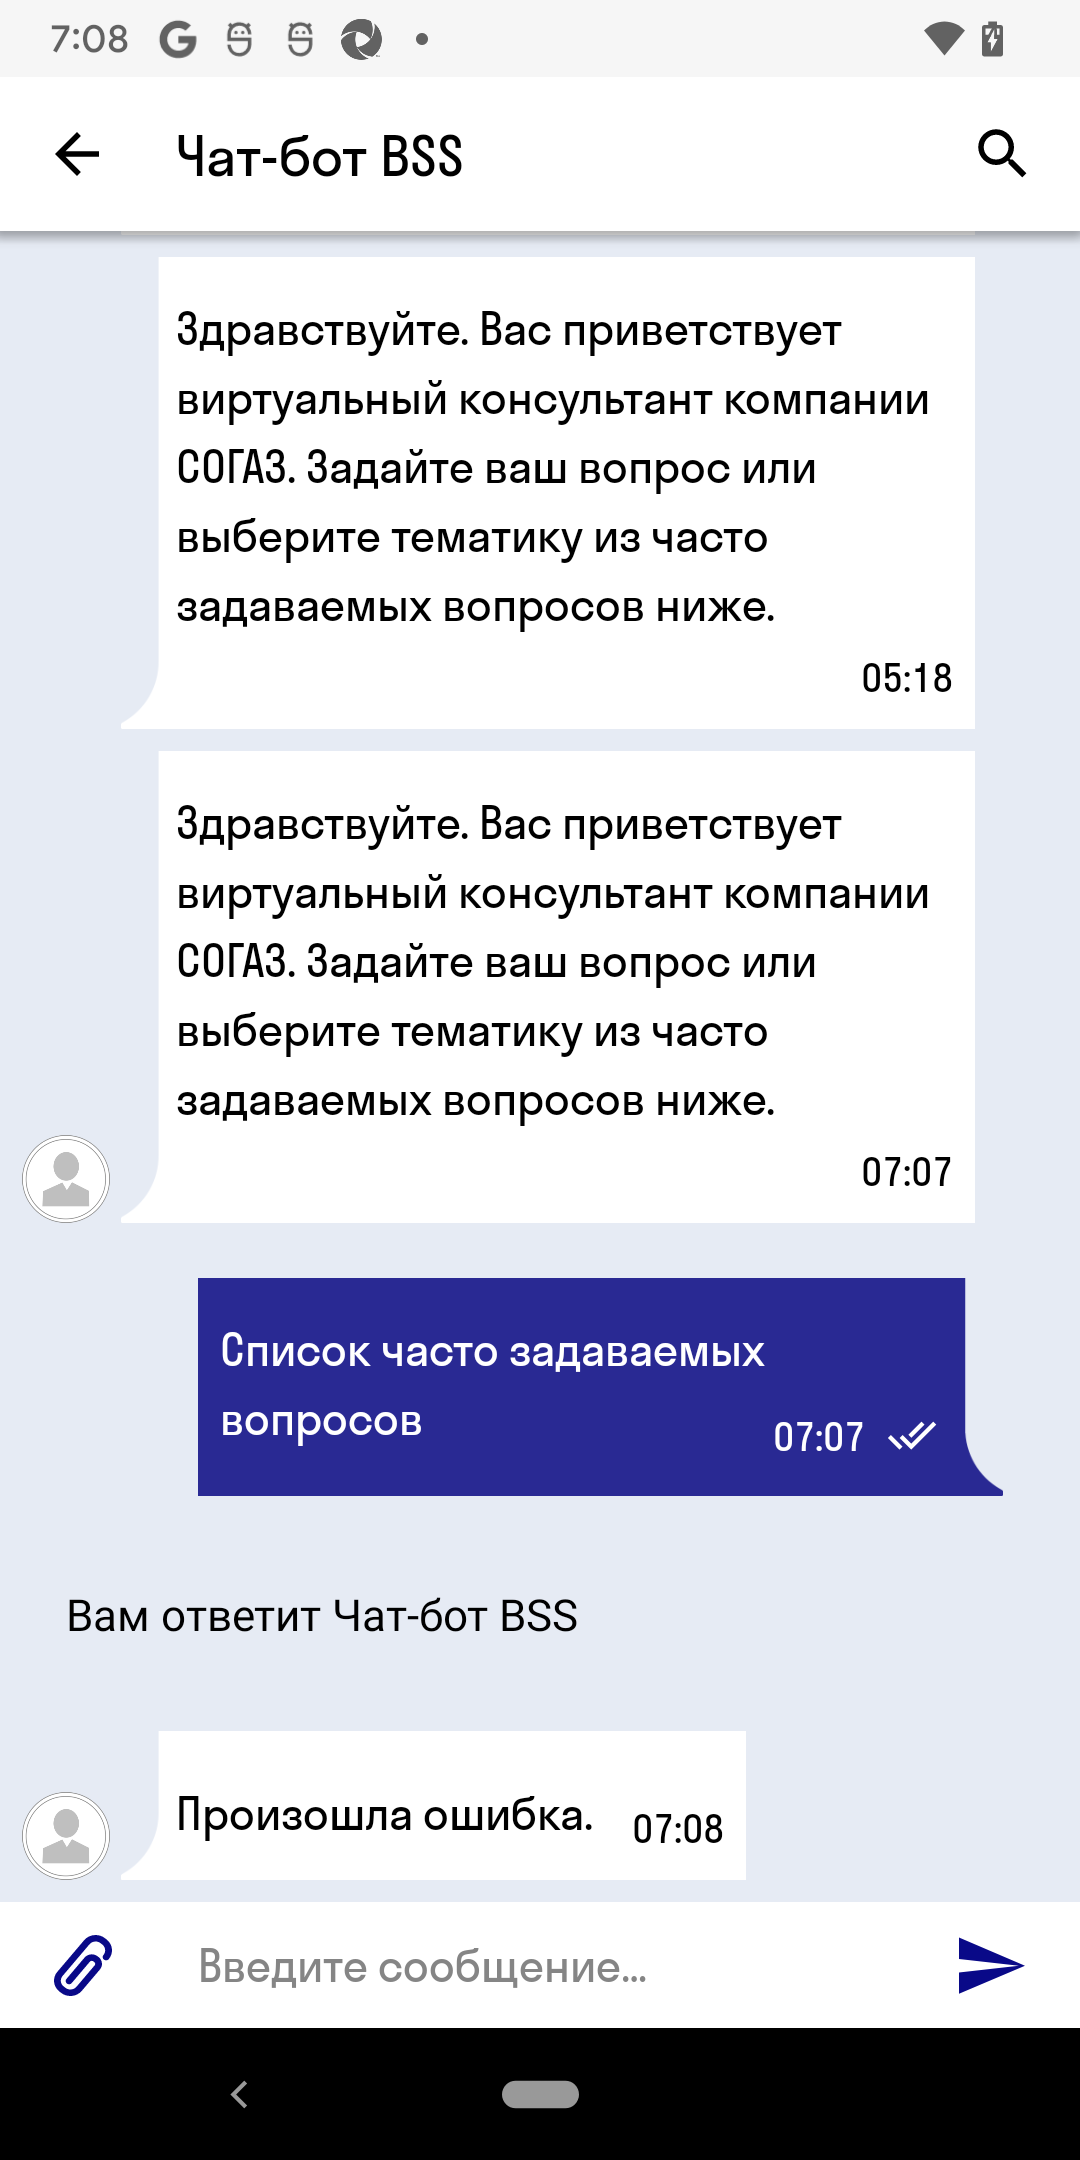 7:08
Чат-бот BSS
Здравствуйте. Вас приветствует
виртуальный консультант компании
СОГАЗ. Задайте ваш вопрос или
выберите тематику из часто
задаваемых вопросов ниже.
05:18
Здравствуйте. Вас приветствует
виртуальный консультант компании
СОГАЗ. Задайте ваш вопрос или
выберите тематику из часто
задаваемых вопросов ниже.
07:07
Список часто задаваемых
вопросов
07:07
Вам ответит Чат-бот BSS
Произошла ошибка.
07:08
Введите сообщение...